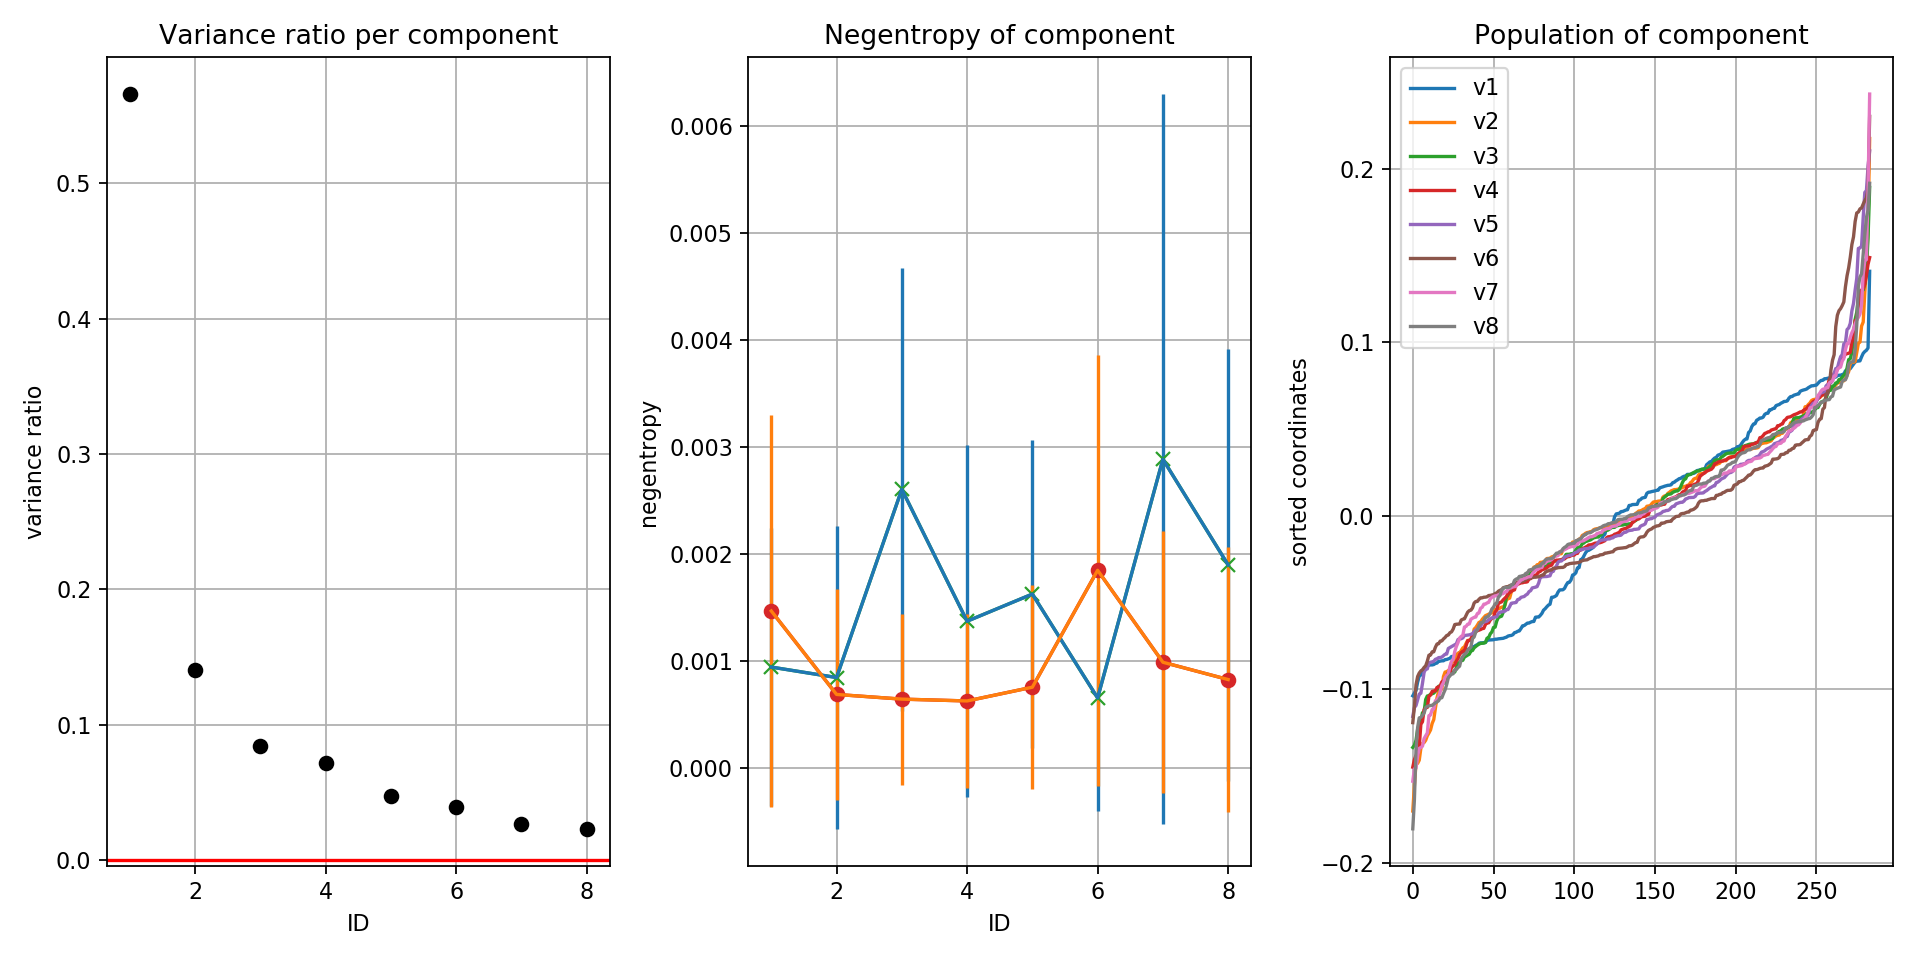 Variance ratio per component
variance ratio
0.5
0.4
0.3
0.2
0.1
0.0
2 4 6 8
ID
Negentropy of component
negentropy
0.006
0.005
0.004
0.003
0.002
0.001
0.000
2 4 6 8
ID
Population of component
sorted coordinates
v1
v2
v3
v4
v5
v6
v7
v8
0.2
0.1
0.0
−0.1
−0.2
0 50 100 150 200 250